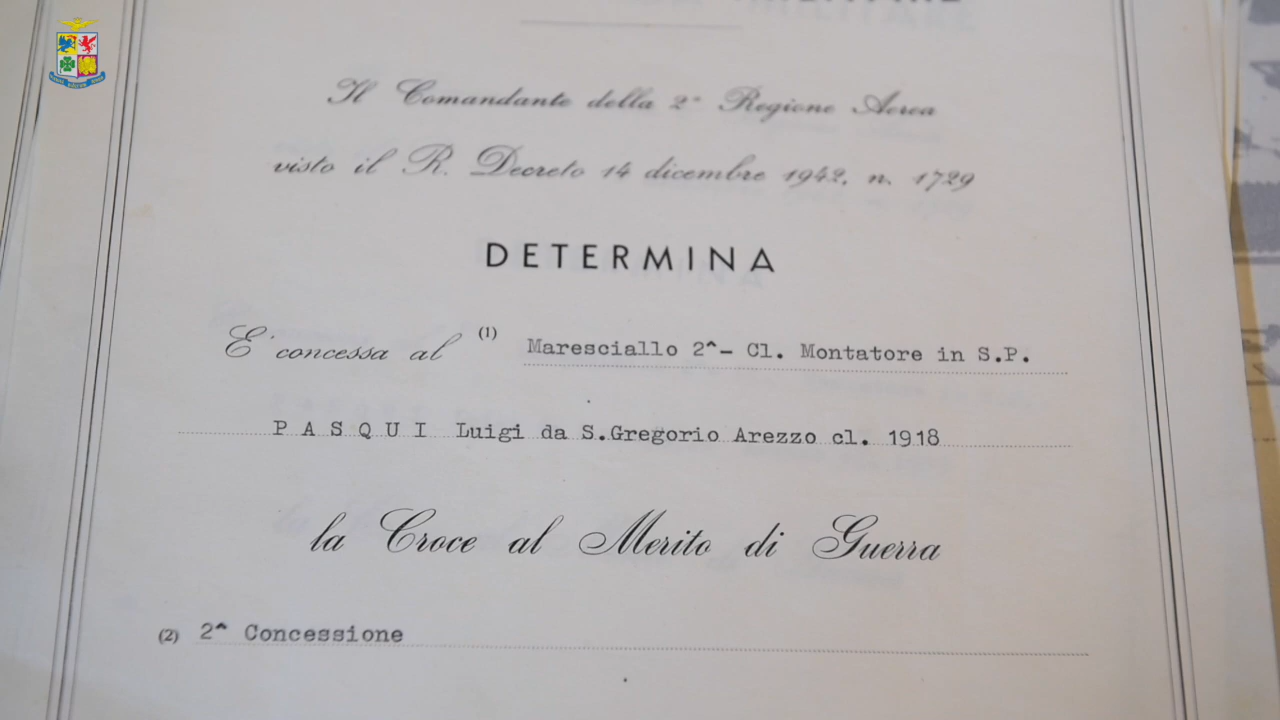 Il Comandante della 2ª Regione Aerea
visto il R. Decreto 14 dicembre 1942, n. 1729
DETERMINA
E' concessa al (1) Maresciallo 2^- Cl. Montatore in S.P.
P A S Q U I Luigi da S.Gregorio Arezzo cl. 1918
la Croce al Merito di Guerra
(2) 2^ Concessione